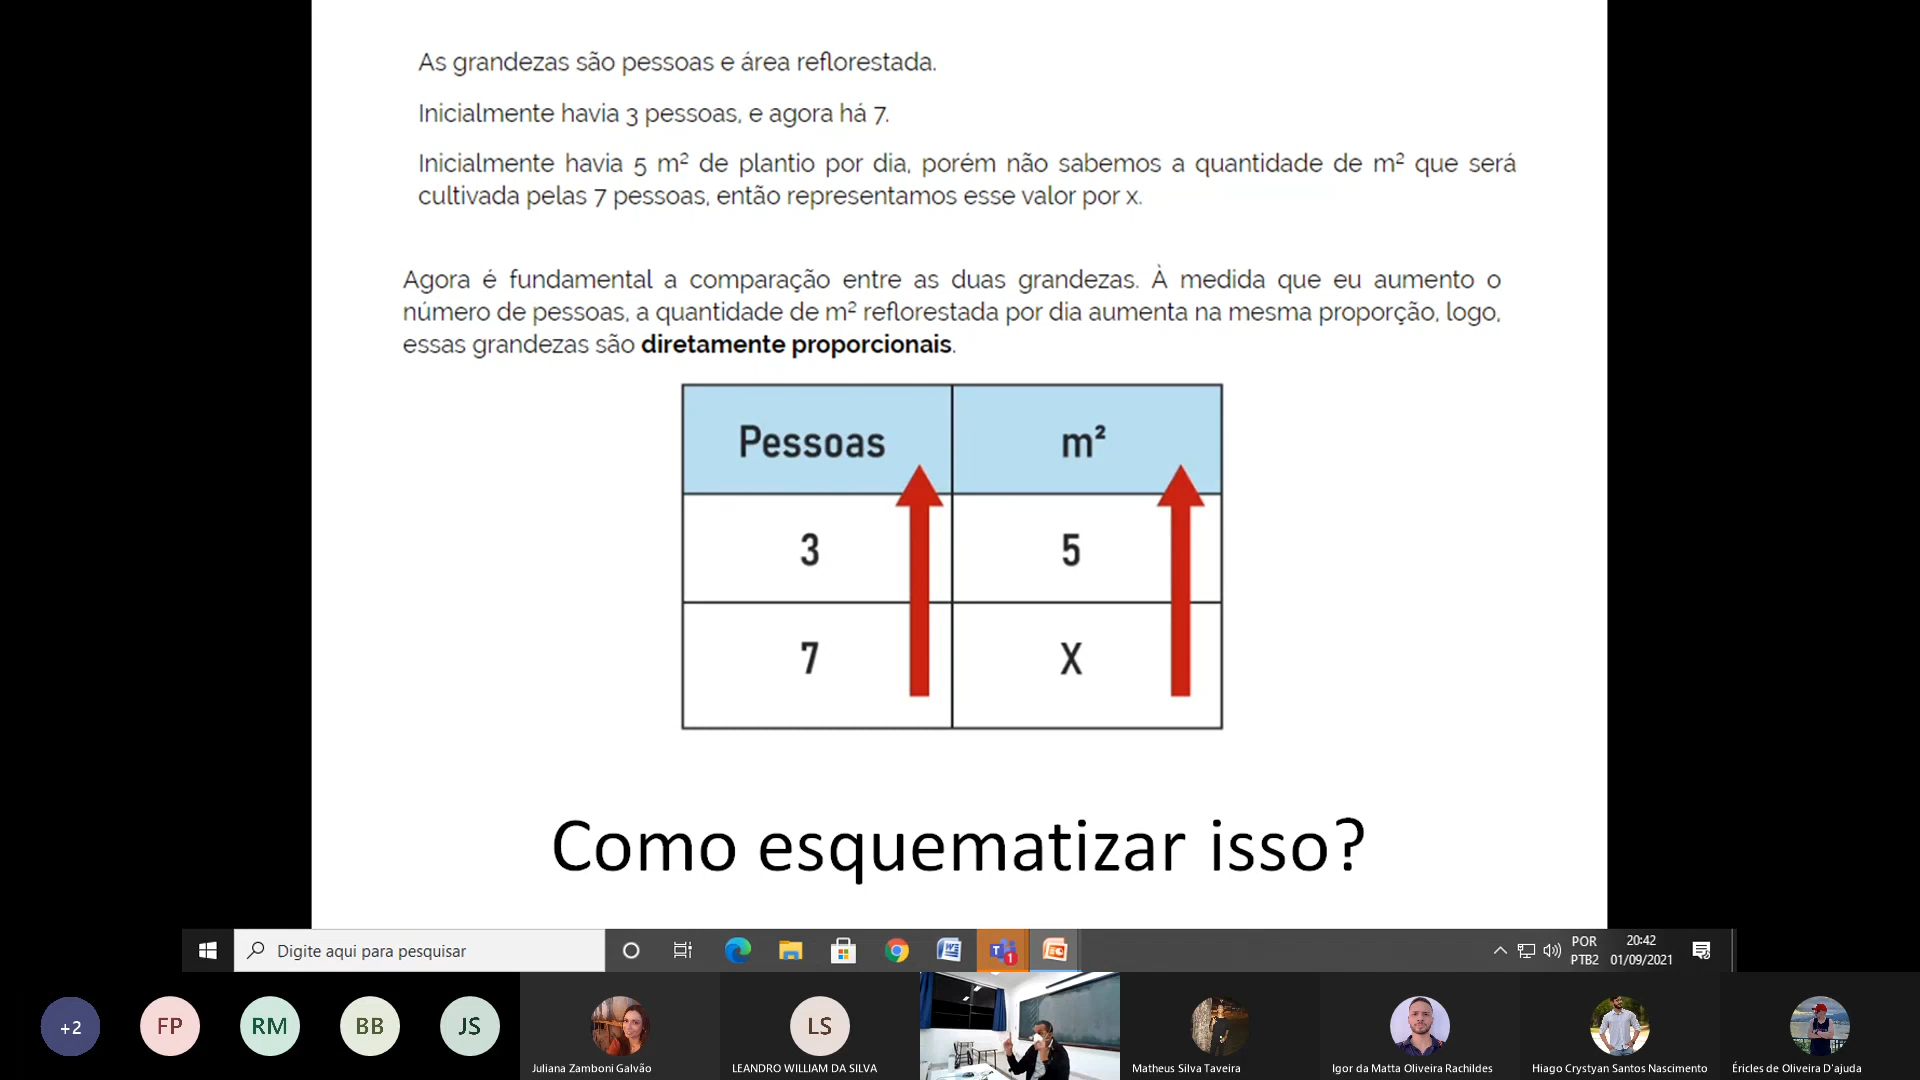 As grandezas são pessoas e área reflorestada.
Inicialmente havia 3 pessoas, e agora há 7.
Inicialmente havia 5 m² de plantio por dia, porém não sabemos a quantidade de m² que será
cultivada pelas 7 pessoas, então representamos esse valor por x.
Agora é fundamental a comparação entre as duas grandezas. À medida que eu aumento o
número de pessoas, a quantidade de m² reflorestada por dia aumenta na mesma proporção, logo,
essas grandezas são diretamente proporcionais.
Pessoas m²
3 5
7 X
Como esquematizar isso?
Digite aqui para pesquisar
1
POR 20:42
PTB2 01/09/2021
+2 FP RM BB JS LS
Juliana Zamboni Galvão LEANDRO WILLIAM DA SILVA Matheus Silva Taveira Igor da Matta Oliveira Rachildes Hiago Crystyan Santos Nascimento Éricles de Oliveira D'ajuda